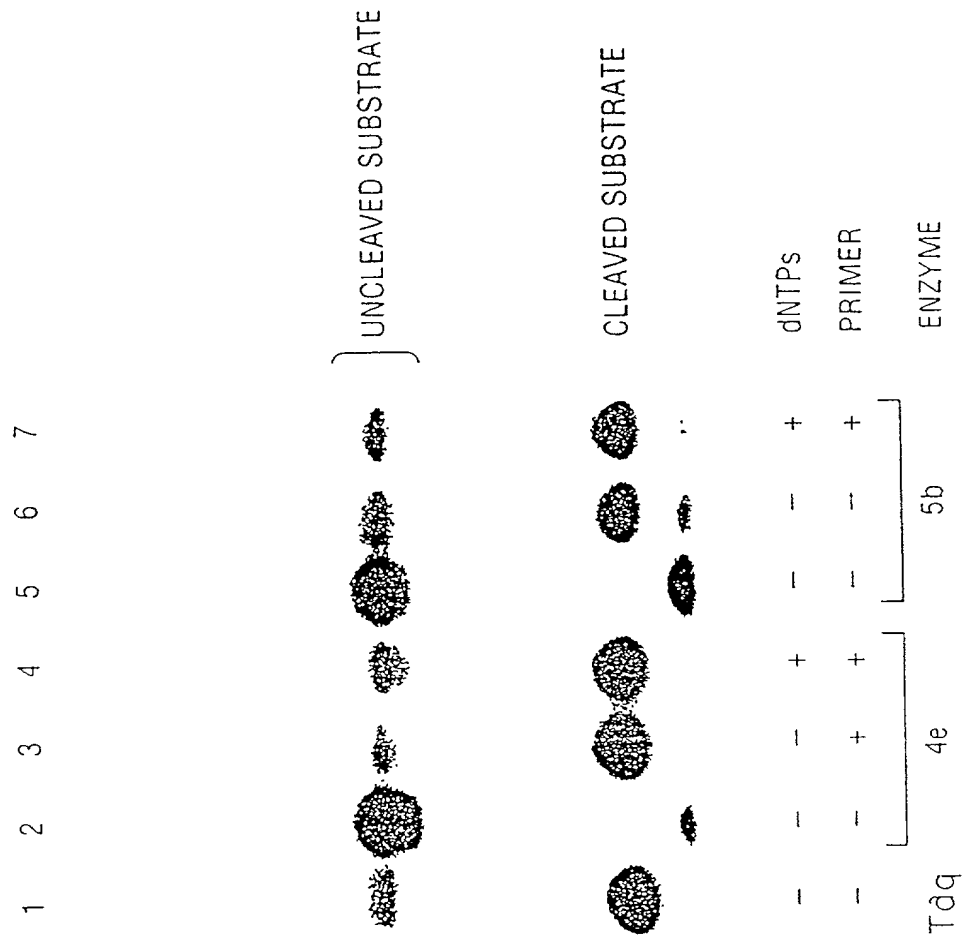 1 2 3 4 5 6 7
UNCLEAVED SUBSTRATE
CLEAVED SUBSTRATE
− − − + − − + dNTPs
− − + + − − + PRIMER
Taq 4e 5b ENZYME